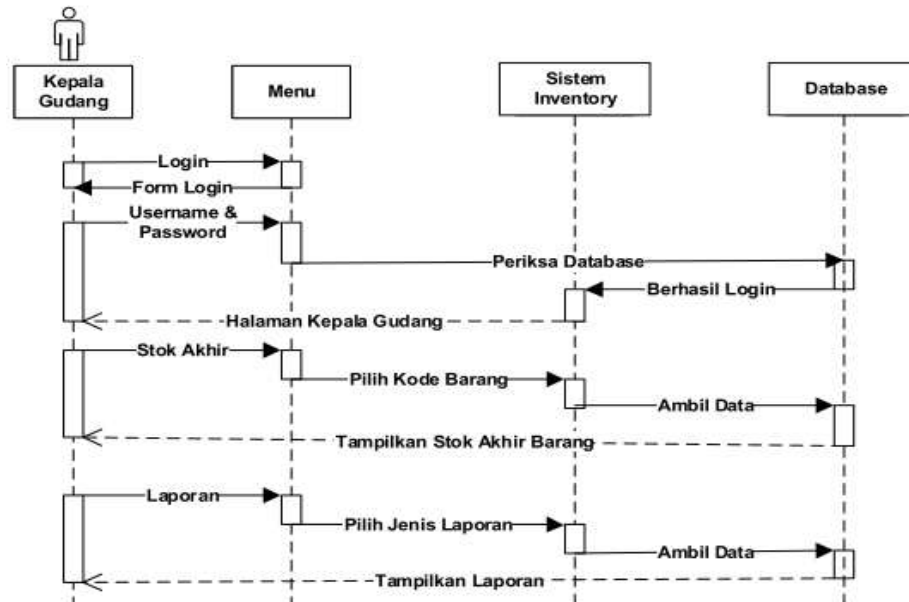 Kepala
Gudang
Menu
Sistem
Inventory
Database
Login
Form Login
Username &
Password
Periksa Database
Berhasil Login
Halaman Kepala Gudang
Stok Akhir
Pilih Kode Barang
Ambil Data
Tampilkan Stok Akhir Barang
Laporan
Pilih Jenis Laporan
Ambil Data
Tampilkan Laporan